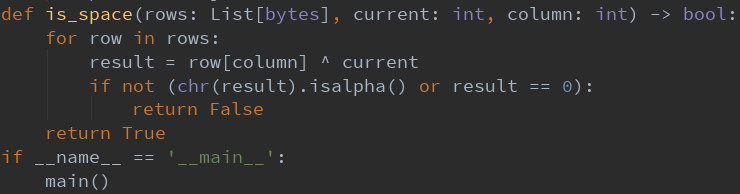 def is_space(rows: List[bytes], current: int, column: int) -> bool:
    for row in rows:
        result = row[column] ^ current
        if not (chr(result).isalpha() or result == 0):
            return False
    return True
if __name__ == '__main__':
    main()